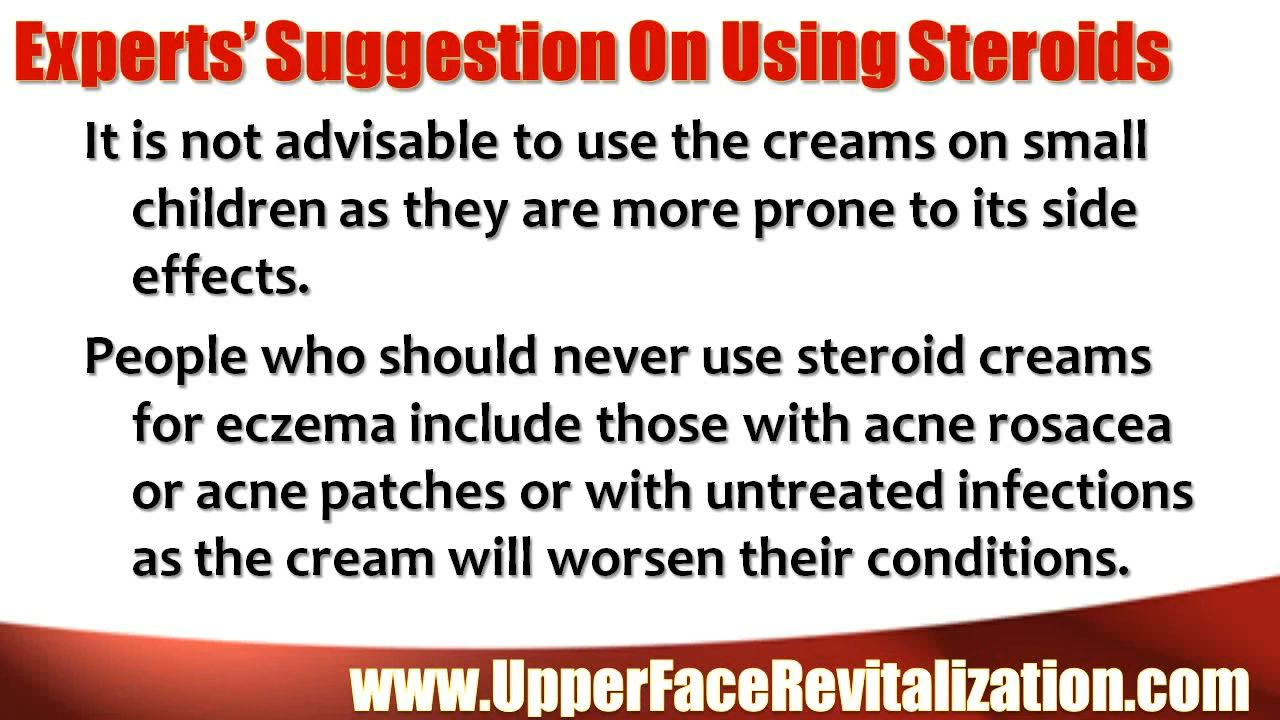 Experts’ Suggestion On Using Steroids
It is not advisable to use the creams on small
children as they are more prone to its side
effects.
People who should never use steroid creams
for eczema include those with acne rosacea
or acne patches or with untreated infections
as the cream will worsen their conditions.
www.UpperFaceRevitalization.com